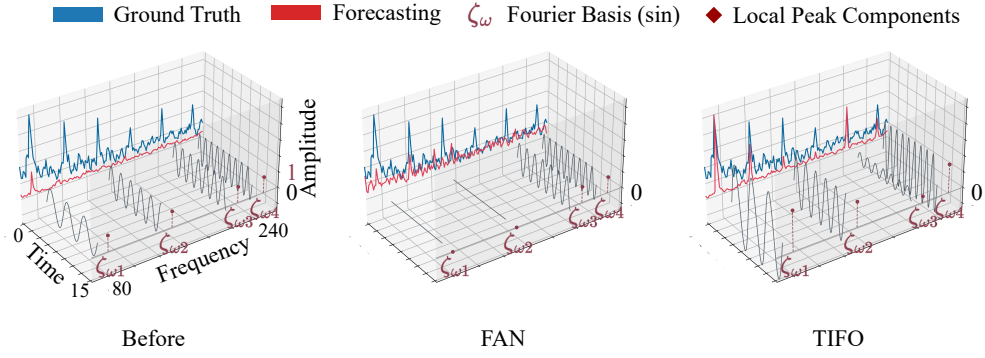 Ground Truth Forecasting ζω Fourier Basis (sin) Local Peak Components
Amplitude
1
0
0
Time
15
80
Frequency
240
ζω1
ζω2
ζω3
ζω4
Before
0
ζω1
ζω2
ζω3
ζω4
FAN
0
ζω1
ζω2
ζω3
ζω4
TIFO